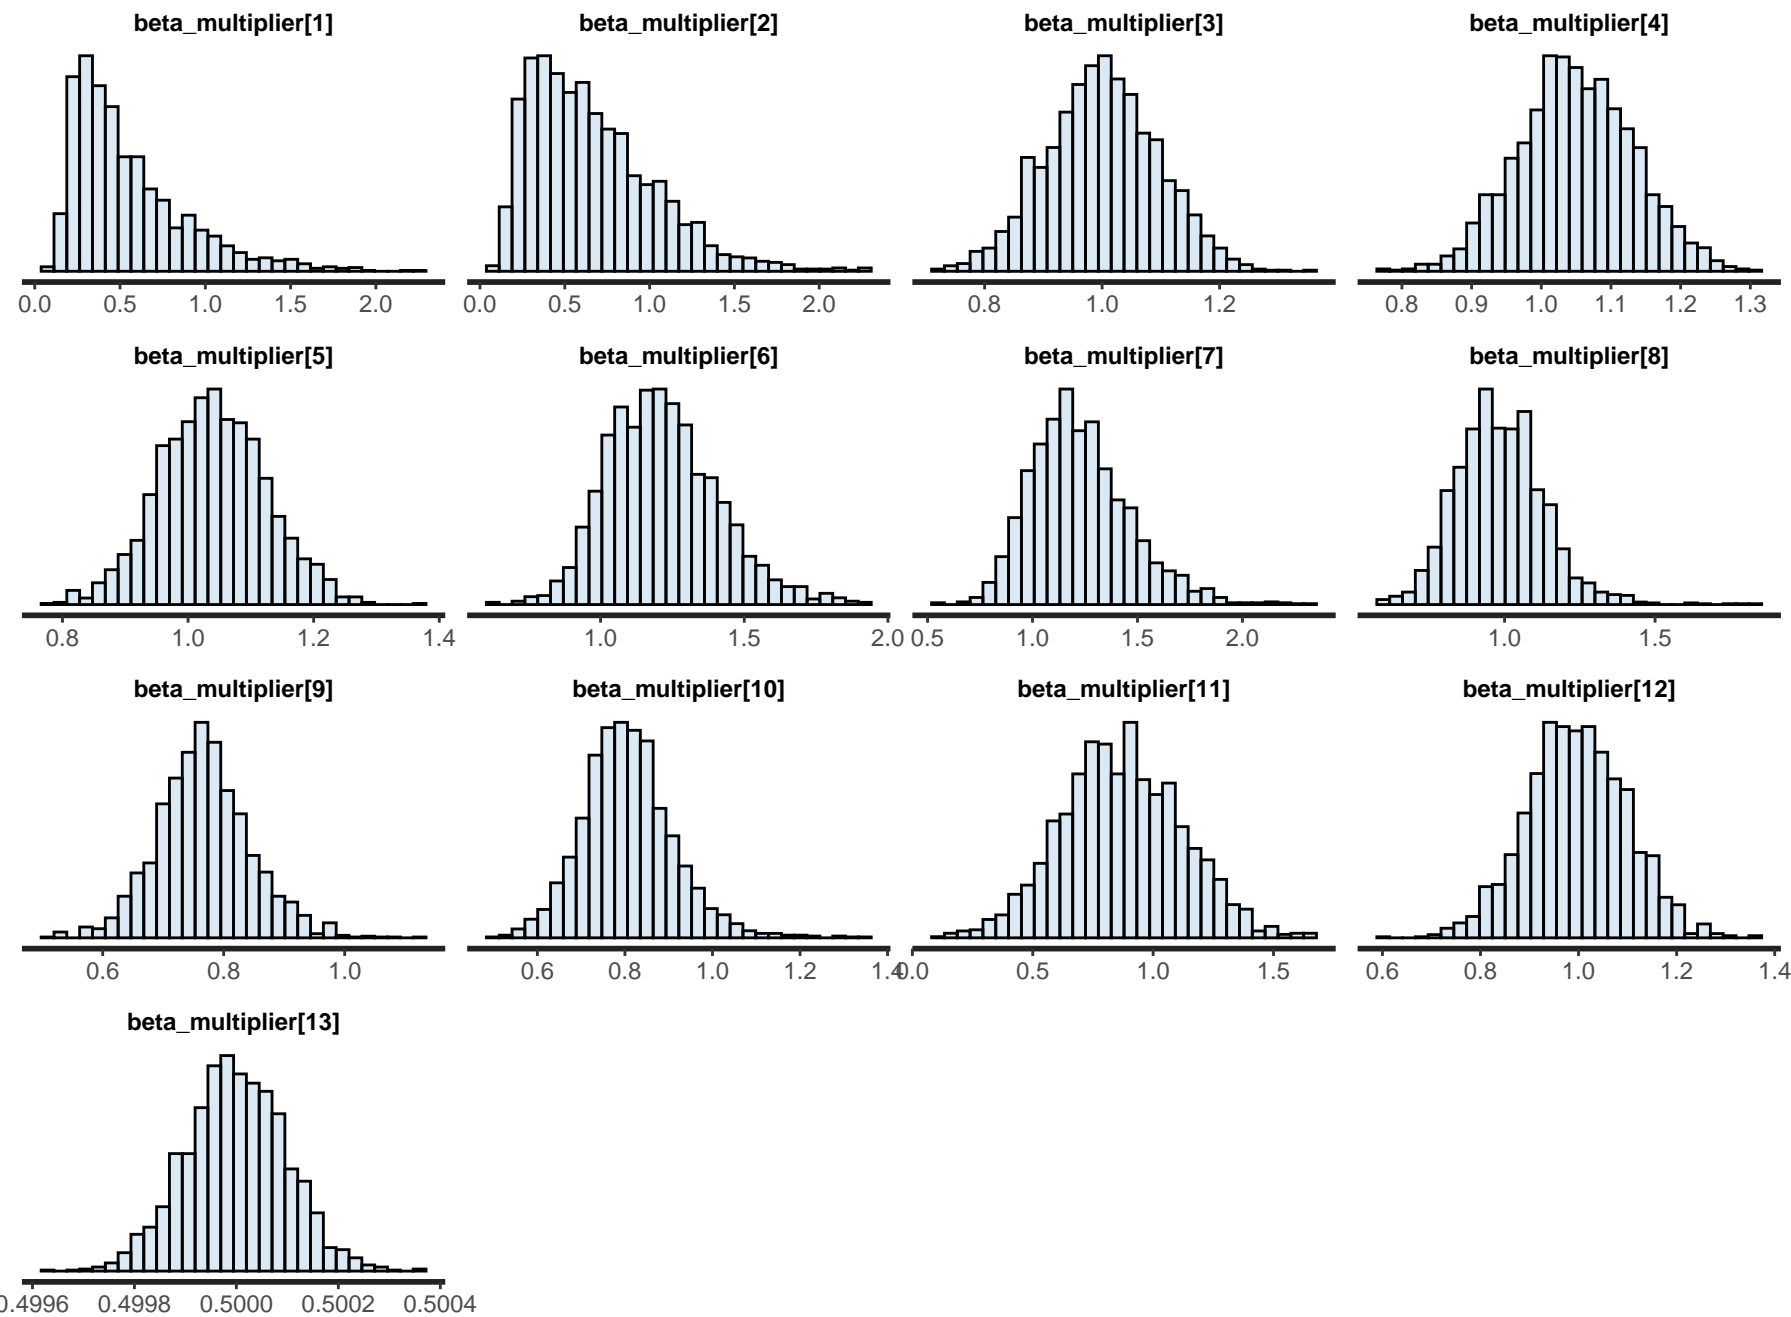 beta_multiplier[1] beta_multiplier[2] beta_multiplier[3] beta_multiplier[4]
0.0 0.5 1.0 1.5 2.0 0.0 0.5 1.0 1.5 2.0 0.8 1.0 1.2 0.8 0.9 1.0 1.1 1.2 1.3
beta_multiplier[5] beta_multiplier[6] beta_multiplier[7] beta_multiplier[8]
0.8 1.0 1.2 1.4 1.0 1.5 2.0 0.5 1.0 1.5 2.0 1.0 1.5
beta_multiplier[9] beta_multiplier[10] beta_multiplier[11] beta_multiplier[12]
0.6 0.8 1.0 0.6 0.8 1.0 1.2 1.4 0.0 0.5 1.0 1.5 0.6 0.8 1.0 1.2 1.4
beta_multiplier[13]
0.4996 0.4998 0.5000 0.5002 0.5004